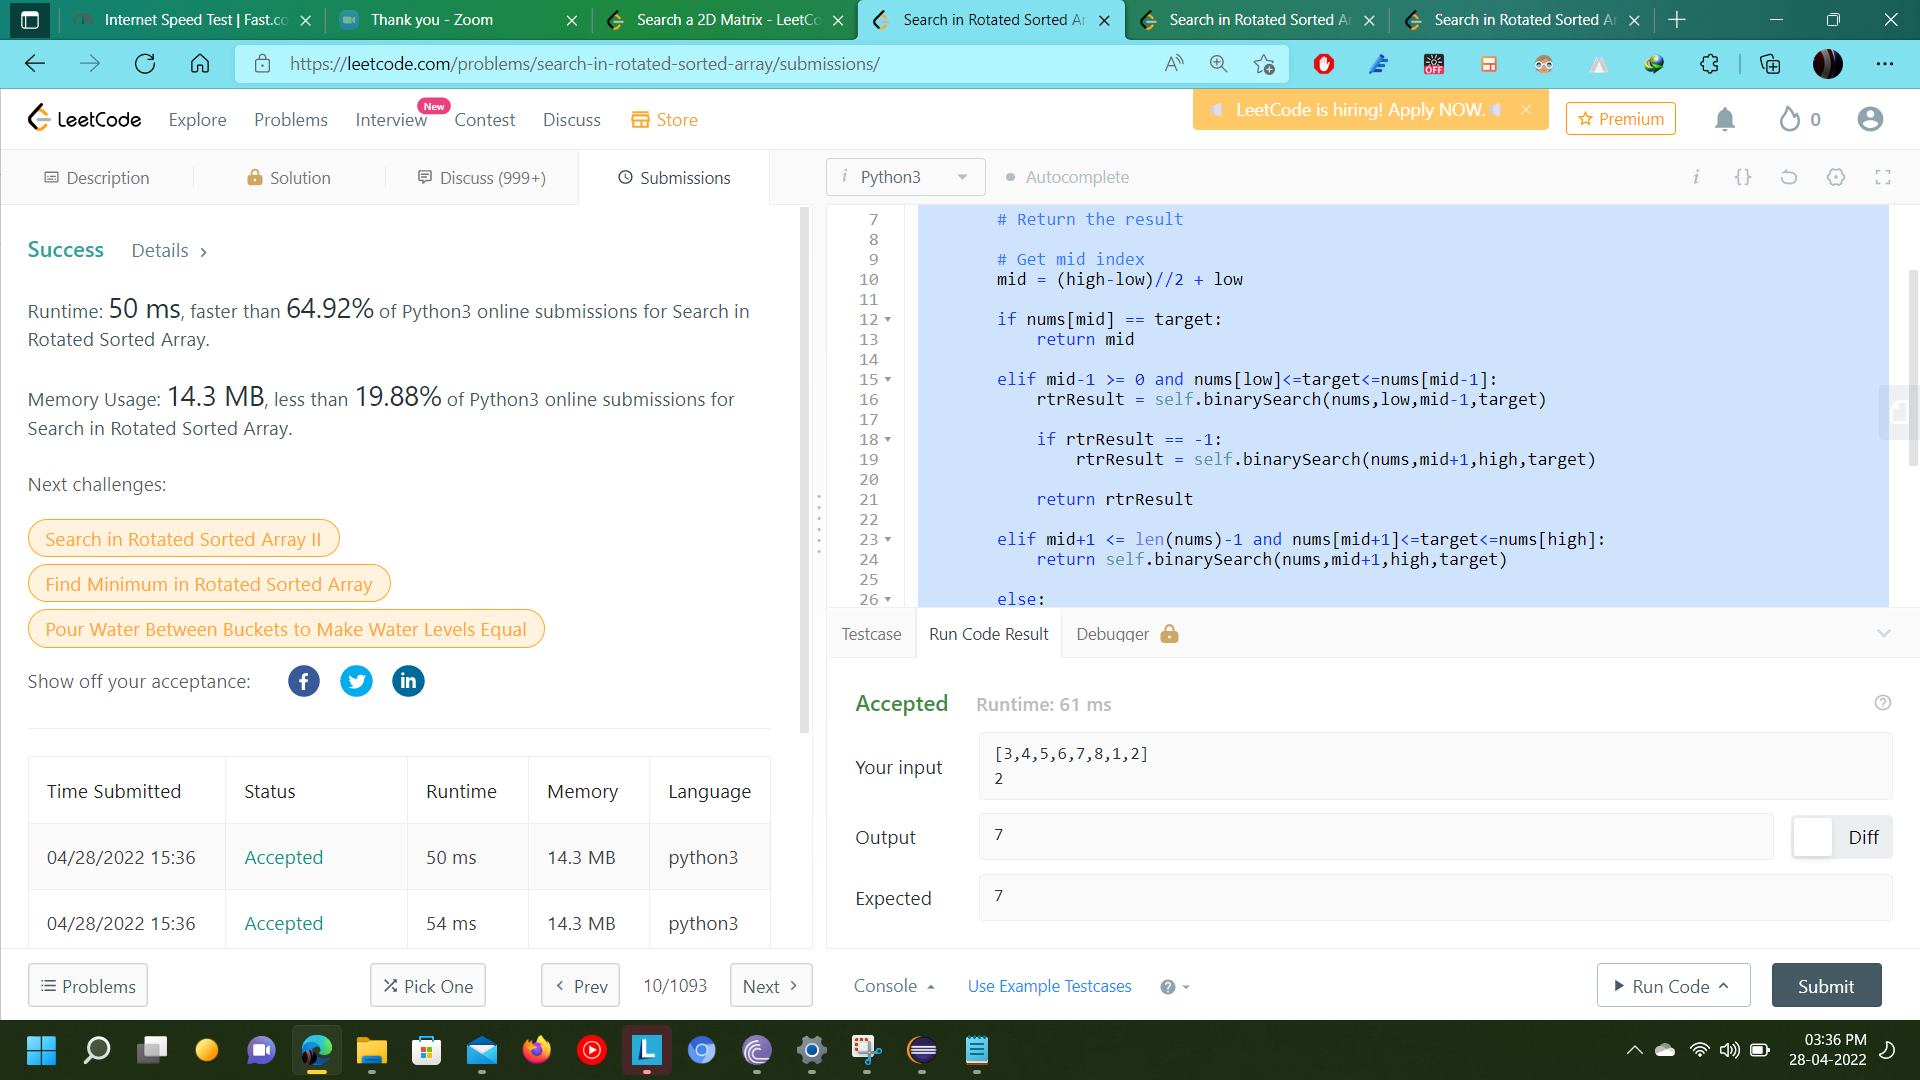 Internet Speed Test | Fast.co
Thank you - Zoom
Search a 2D Matrix - LeetCo
Search in Rotated Sorted Ar
Search in Rotated Sorted Ar
Search in Rotated Sorted Ar
https://leetcode.com/problems/search-in-rotated-sorted-array/submissions/
OFF
LeetCode
Explore
Problems
Interview
New
Contest
Discuss
Store
LeetCode is hiring! Apply NOW.
Premium
0
Description
Solution
Discuss (999+)
Submissions
i Python3
Autocomplete
Success
Details
Runtime: 50 ms, faster than 64.92% of Python3 online submissions for Search in
Rotated Sorted Array.
Memory Usage: 14.3 MB, less than 19.88% of Python3 online submissions for
Search in Rotated Sorted Array.
Next challenges:
Search in Rotated Sorted Array II
Find Minimum in Rotated Sorted Array
Pour Water Between Buckets to Make Water Levels Equal
Show off your acceptance:
Time Submitted Status Runtime Memory Language
04/28/2022 15:36 Accepted 50 ms 14.3 MB python3
04/28/2022 15:36 Accepted 54 ms 14.3 MB python3
Problems
Pick One
Prev
10/1093
Next
7 # Return the result
8
9 # Get mid index
10 mid = (high-low)//2 + low
11
12 if nums[mid] == target:
13 return mid
14
15 elif mid-1 >= 0 and nums[low]<=target<=nums[mid-1]:
16 rtrResult = self.binarySearch(nums,low,mid-1,target)
17
18 if rtrResult == -1:
19 rtrResult = self.binarySearch(nums,mid+1,high,target)
20
21 return rtrResult
22
23 elif mid+1 <= len(nums)-1 and nums[mid+1]<=target<=nums[high]:
24 return self.binarySearch(nums,mid+1,high,target)
25
26 else:
Testcase
Run Code Result
Debugger
Accepted
Runtime: 61 ms
Your input
[3,4,5,6,7,8,1,2]
2
Output
7
Diff
Expected
7
Console
Use Example Testcases
Run Code
Submit
03:36 PM
28-04-2022